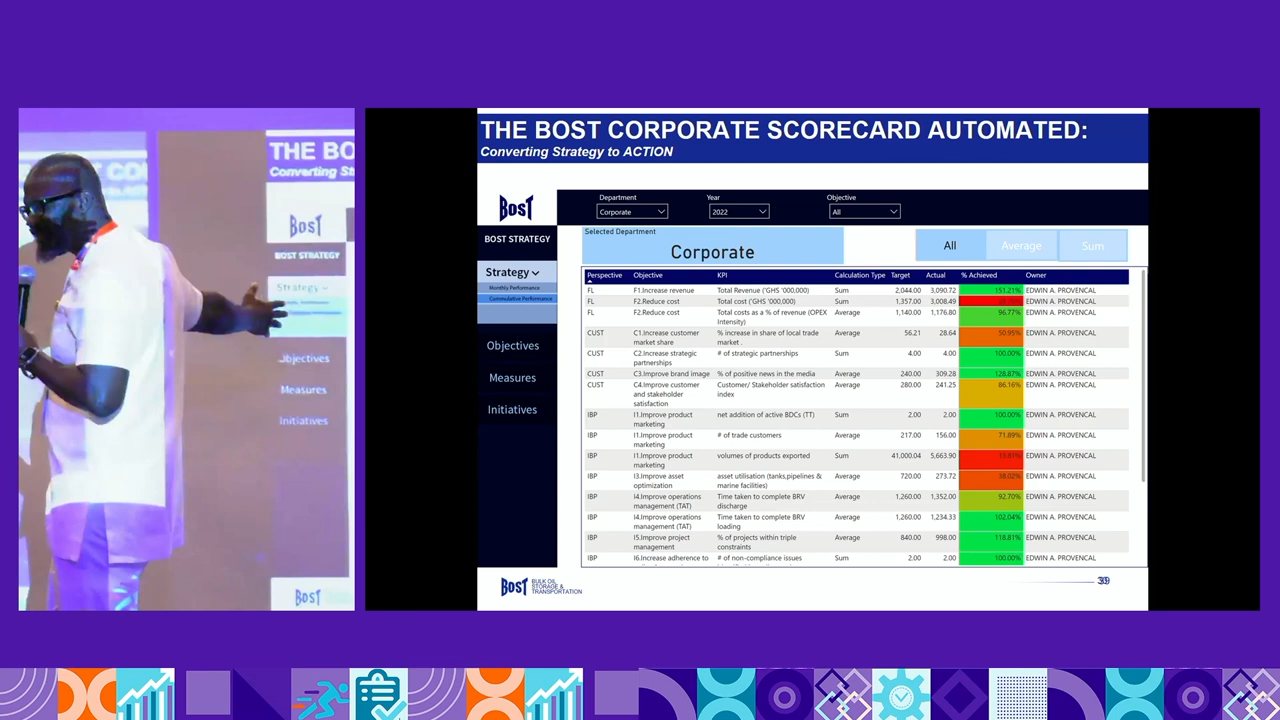 THE BO
Converting St
BOST
BOST STRATEGY
Strategy
Objectives
Measures
Initiatives
BOST
THE BOST CORPORATE SCORECARD AUTOMATED:
Converting Strategy to ACTION
BOST
Department Year Objective
Corporate 2022 All
BOST STRATEGY
Strategy
Monthly Performance
Cummulative Performance
Objectives
Measures
Initiatives
Selected Department
Corporate
All Average Sum
Perspective Objective KPI Calculation Type Target Actual % Achieved Owner
FL F1.Increase revenue Total Revenue ('GHS '000,000) Sum 2,044.00 3,090.72 151.21% EDWIN A. PROVENCAL
FL F2.Reduce cost Total cost ('GHS '000,000) Sum 1,357.00 3,008.49 EDWIN A. PROVENCAL
FL F2.Reduce cost Total costs as a % of revenue (OPEX Average 1,140.00 1,176.80 96.77% EDWIN A. PROVENCAL
Intensity)
CUST C1.Increase customer % increase in share of local trade Average 56.21 28.64 50.95% EDWIN A. PROVENCAL
market share market .
CUST C2.Increase strategic # of strategic partnerships Sum 4.00 4.00 100.00% EDWIN A. PROVENCAL
partnerships
CUST C3.Improve brand image % of positive news in the media Average 240.00 309.28 128.87% EDWIN A. PROVENCAL
CUST C4.Improve customer Customer/ Stakeholder satisfaction Average 280.00 241.25 86.16% EDWIN A. PROVENCAL
and stakeholder index
satisfaction
IBP I1.Improve product net addition of active BDCs (TT) Sum 2.00 2.00 100.00% EDWIN A. PROVENCAL
marketing
IBP I1.Improve product # of trade customers Average 217.00 156.00 71.89% EDWIN A. PROVENCAL
marketing
IBP I1.Improve product volumes of products exported Sum 41,000.04 5,663.90 13.81% EDWIN A. PROVENCAL
marketing
IBP I3.Improve asset asset utilisation (tanks,pipelines & Average 720.00 273.72 38.02% EDWIN A. PROVENCAL
optimization marine facilities)
IBP I4.Improve operations Time taken to complete BRV Average 1,260.00 1,352.00 92.70% EDWIN A. PROVENCAL
management (TAT) discharge
IBP I4.Improve operations Time taken to complete BRV Average 1,260.00 1,234.33 102.04% EDWIN A. PROVENCAL
management (TAT) loading
IBP I5.Improve project % of projects within triple Average 840.00 998.00 118.81% EDWIN A. PROVENCAL
management constraints
IBP I6.Increase adherence to # of non-compliance issues Sum 2.00 2.00 100.00% EDWIN A. PROVENCAL
BOST BULK OIL
STORAGE &
TRANSPORTATION